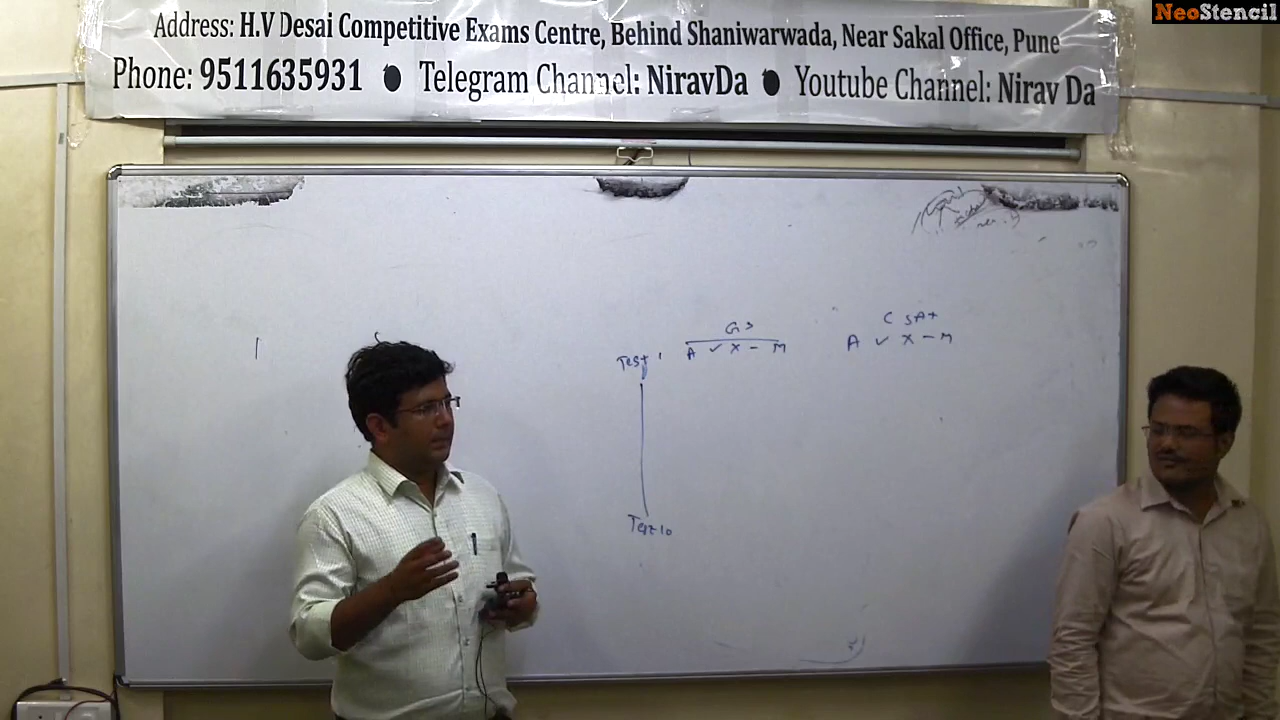 NeoStencil
Address: H.V Desai Competitive Exams Centre, Behind Shaniwarwada, Near Sakal Office, Pune
Phone: 9511635931 ● Telegram Channel: NiravDa ● Youtube Channel: Nirav Da
GS
CSAT
Test 1
A ✓ X - M
A ✓ X - M
Test 10